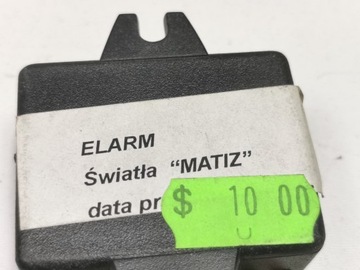 ELARM
Światła “MATIZ”
data pr
$ 10 00